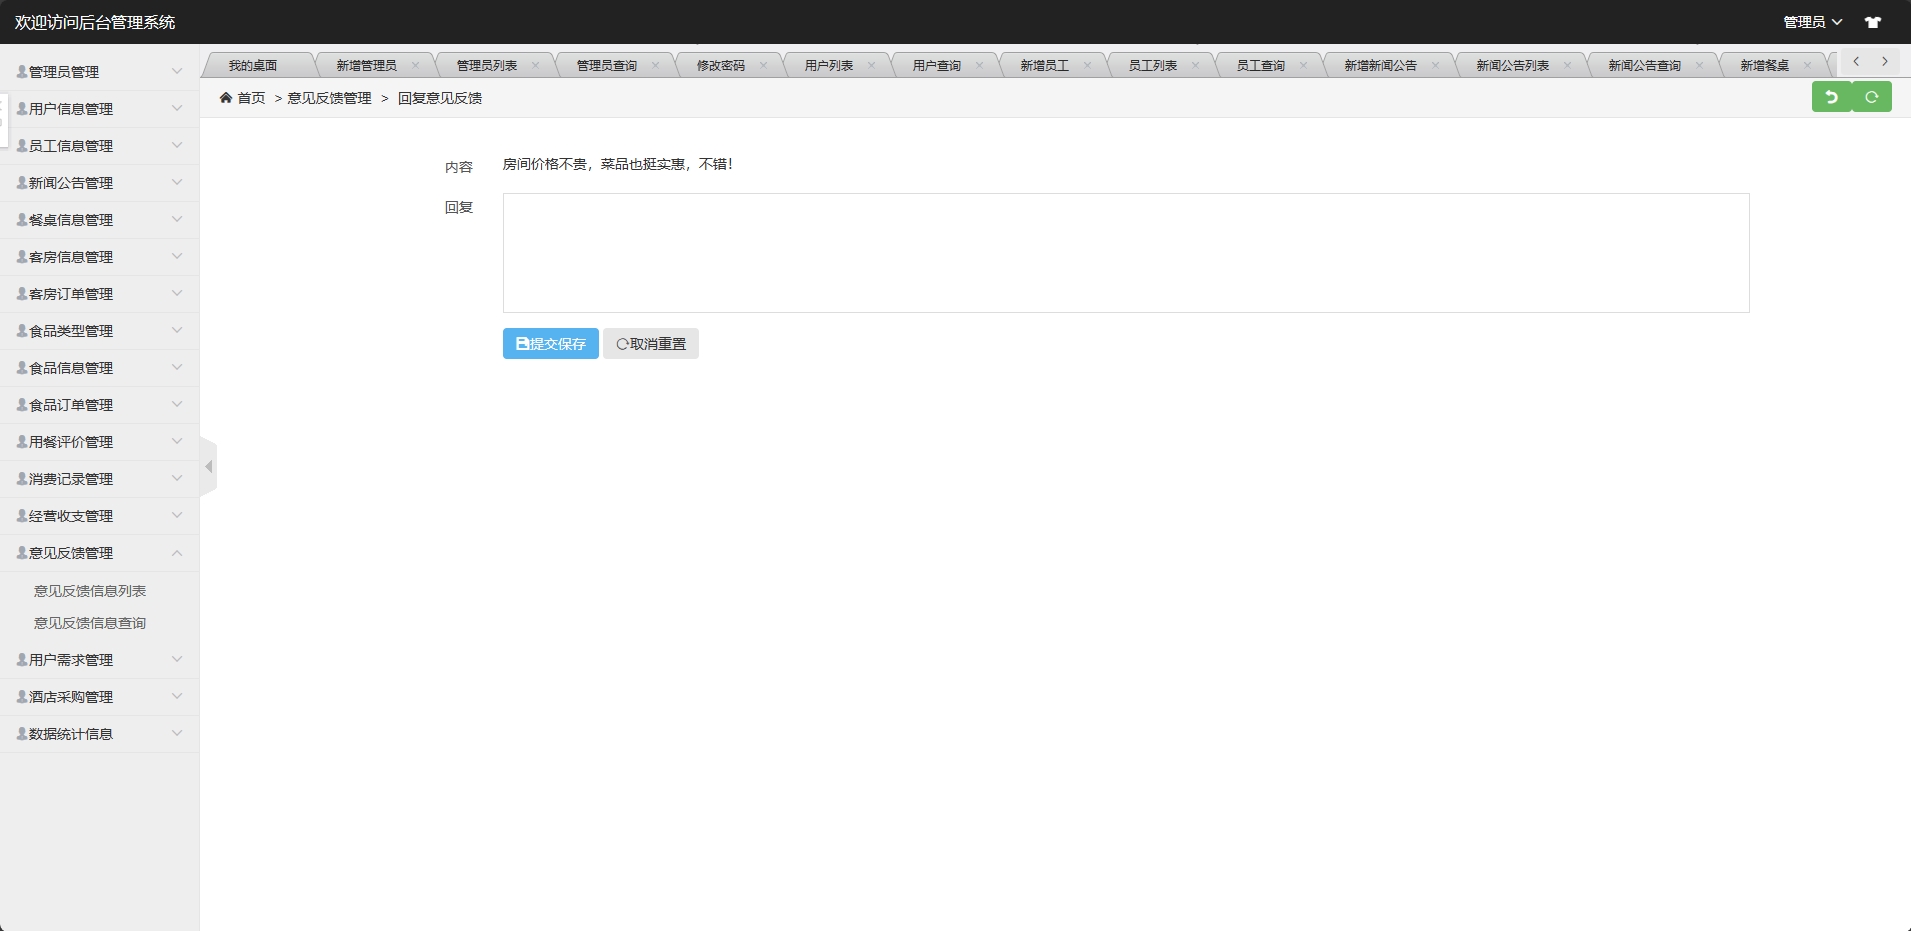 欢迎访问后台管理系统
管理员
我的桌面 新增管理员 管理员列表 管理员查询 修改密码 用户列表 用户查询 新增员工 员工列表 员工查询 新增新闻公告 新闻公告列表 新闻公告查询 新增餐桌
首页 > 意见反馈管理 > 回复意见反馈
管理员管理
用户信息管理
员工信息管理
新闻公告管理
餐桌信息管理
客房信息管理
客房订单管理
食品类型管理
食品信息管理
食品订单管理
用餐评价管理
消费记录管理
经营收支管理
意见反馈管理
意见反馈信息列表
意见反馈信息查询
用户需求管理
酒店采购管理
数据统计信息
内容 房间价格不贵，菜品也挺实惠，不错！
回复
提交保存 取消重置